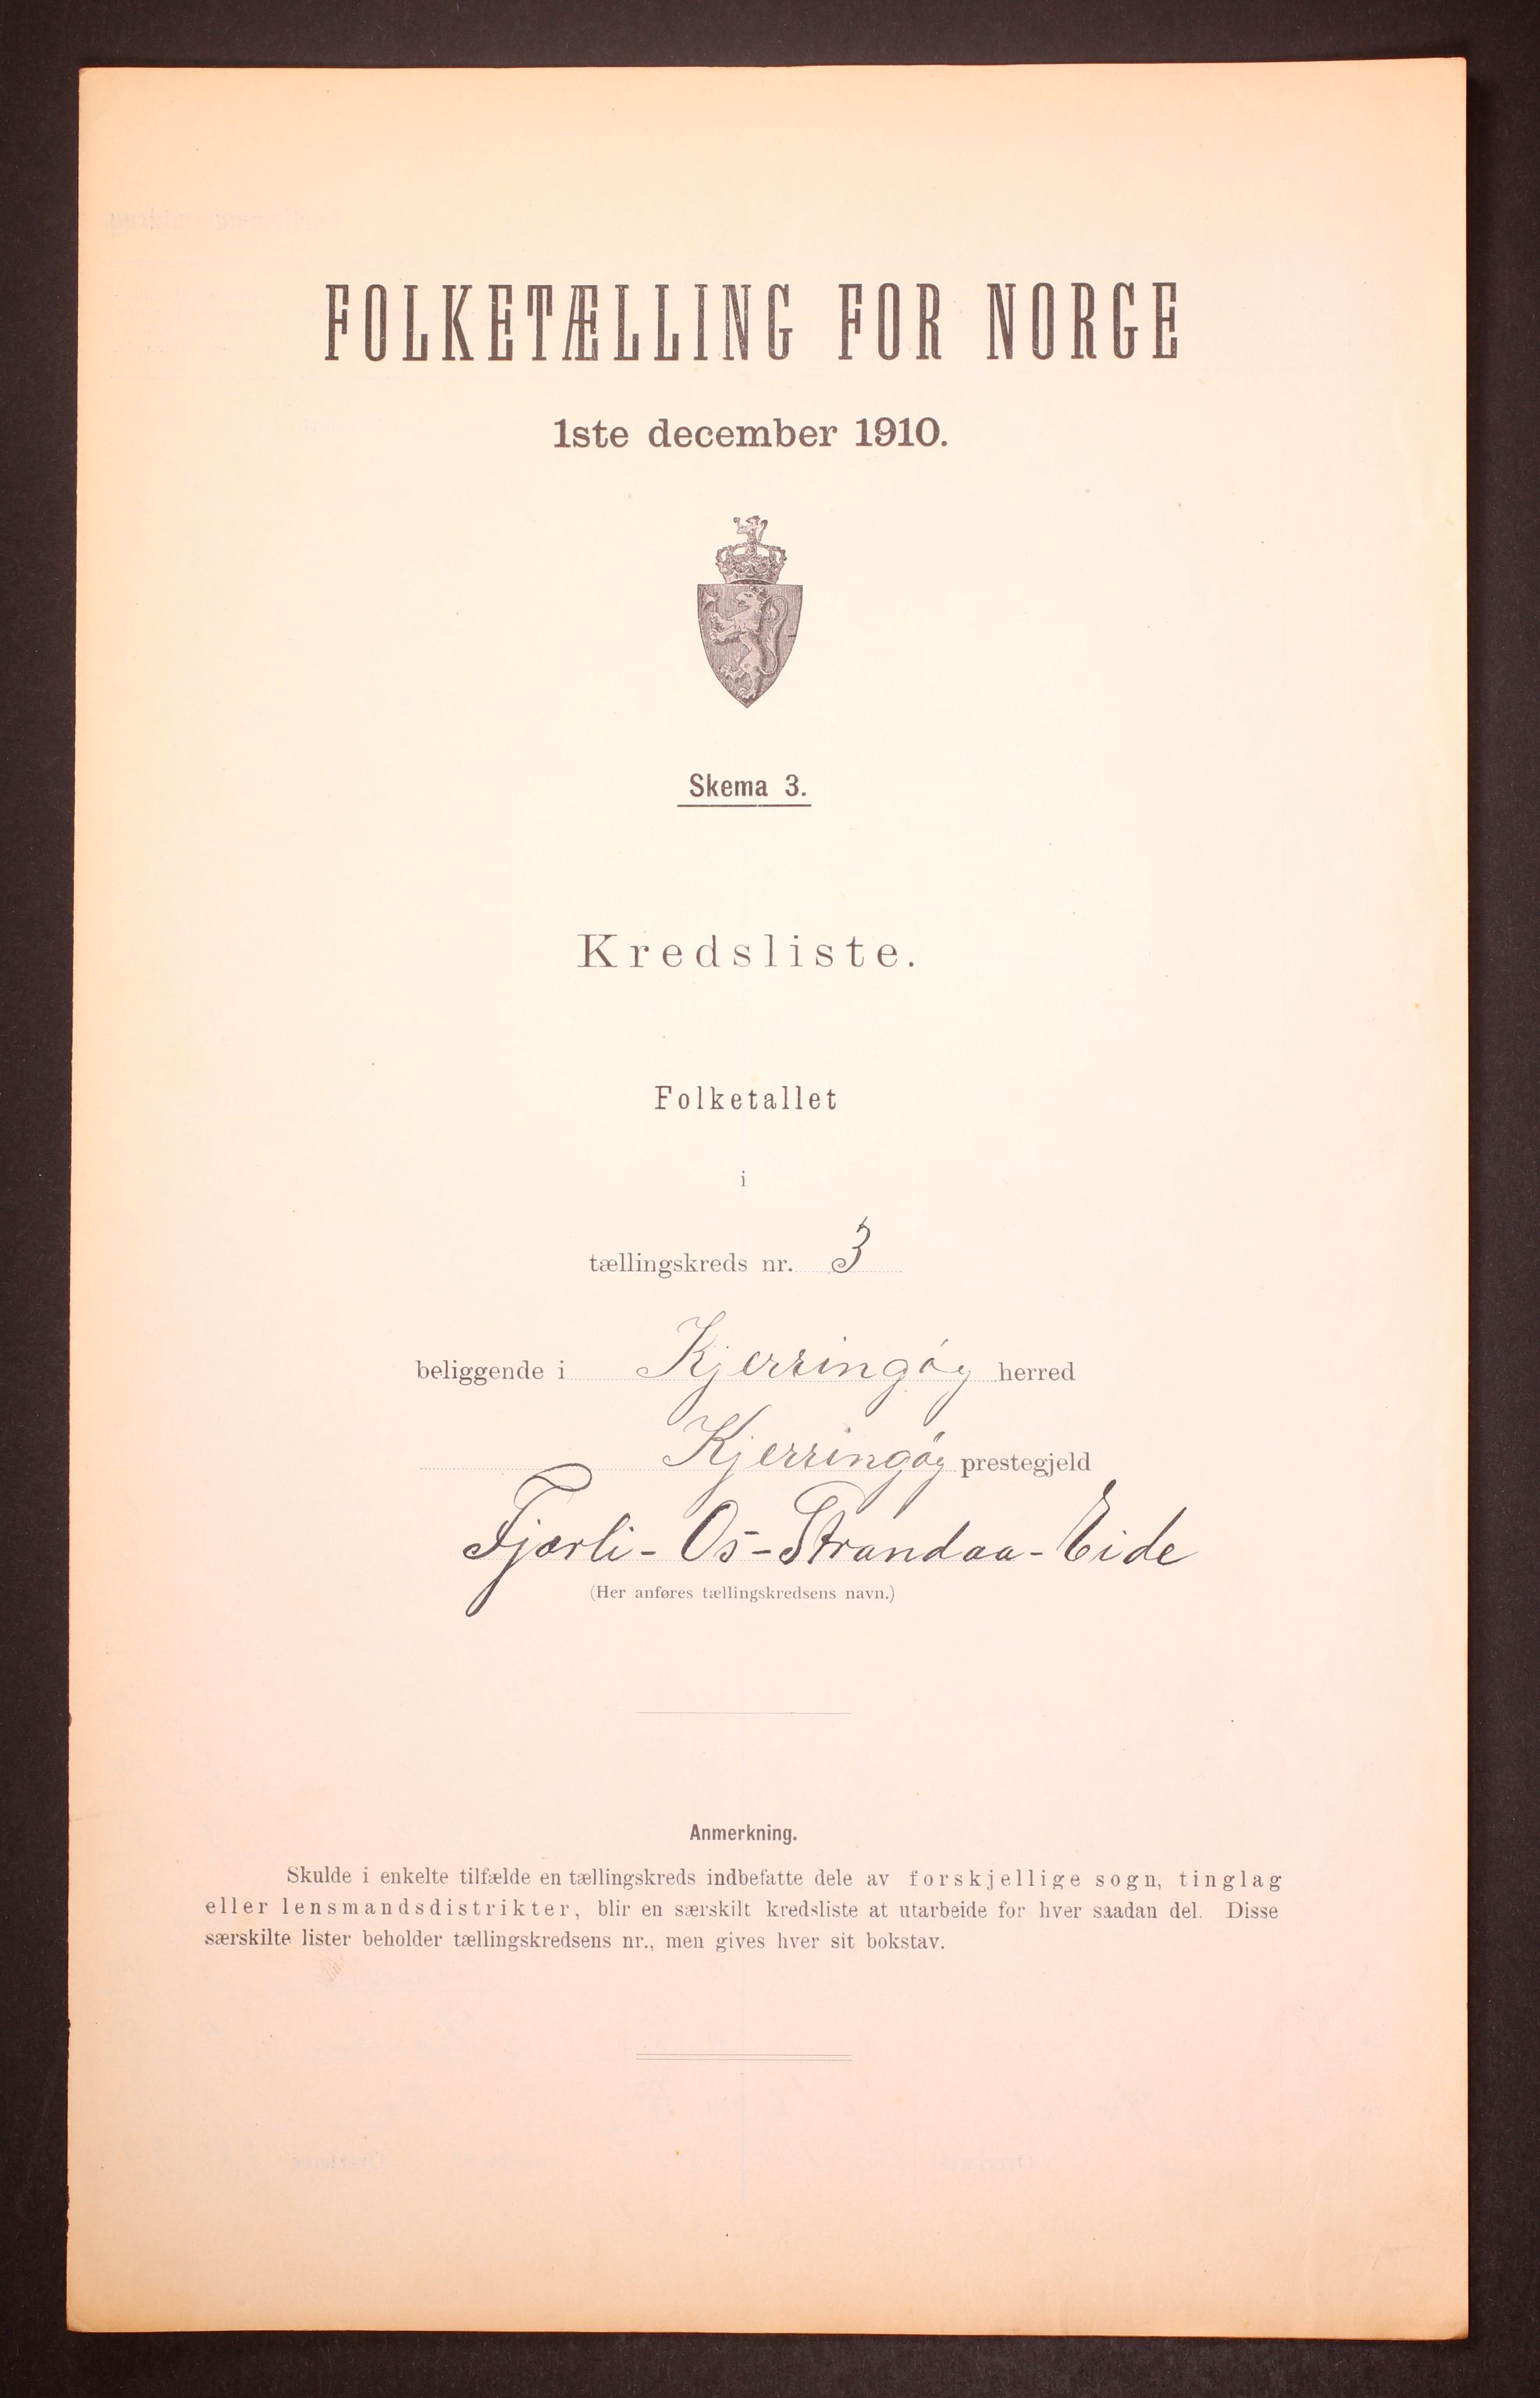 FOLKETÆLLING FOR NORGE
1ste december 1910.
Skema 3.
Kredsliste.
Folketallet
i
tællingskreds nr. 3
beliggende i Kjerringøy herred
Kjerringøy prestegjeld
Fjærli - Os - Strandaa - Eide
(Her anføres tællingskredsens navn.)
Anmerkning.
Skulde i enkelte tilfælde en tællingskreds indbefatte dele av forskjellige sogn, tinglag
eller lensmandsdistrikter, blir en særskilt kredsliste at utarbeide for hver saadan del. Disse
særskilte lister beholder tællingskredsens nr., men gives hver sit bokstav.